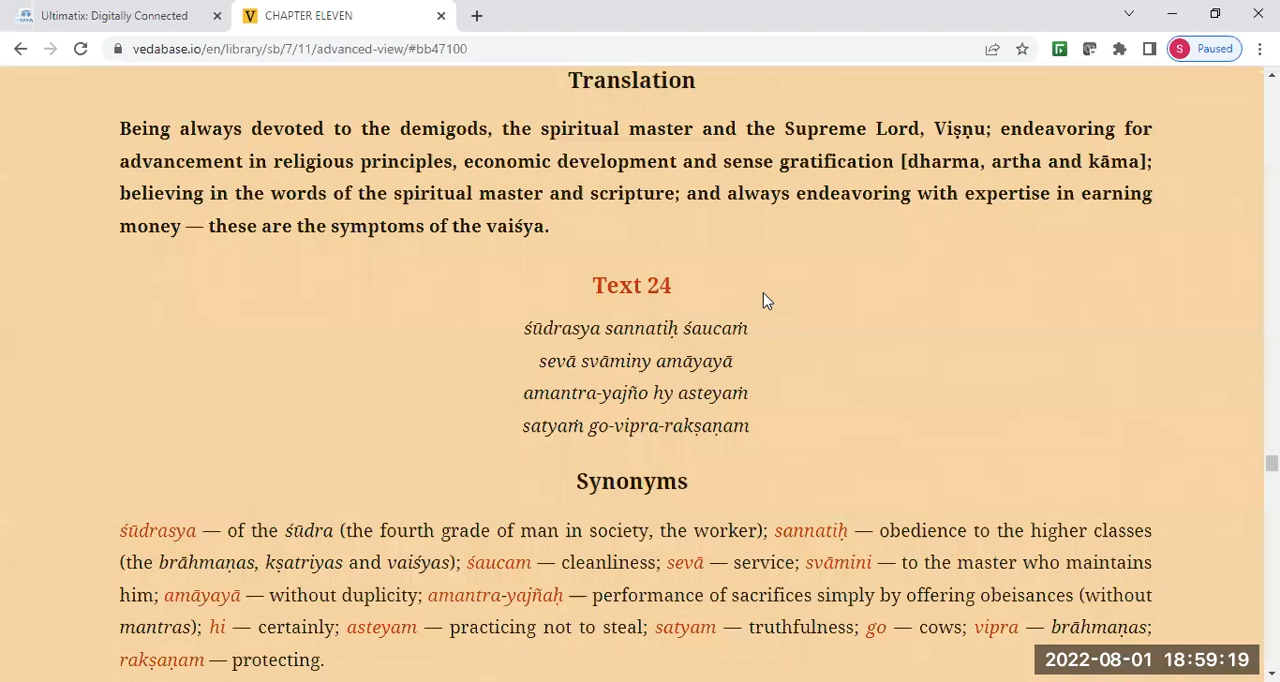 Ultimatix: Digitally Connected
CHAPTER ELEVEN
vedabase.io/en/library/sb/7/11/advanced-view/#bb47100
S Paused
Translation
Being always devoted to the demigods, the spiritual master and the Supreme Lord, Viṣṇu; endeavoring for
advancement in religious principles, economic development and sense gratification [dharma, artha and kāma];
believing in the words of the spiritual master and scripture; and always endeavoring with expertise in earning
money — these are the symptoms of the vaiśya.
Text 24
śūdrasya sannatiḥ śaucaṁ
sevā svāminy amāyayā
amantra-yajño hy asteyaṁ
satyaṁ go-vipra-rakṣaṇam
Synonyms
śūdrasya — of the śūdra (the fourth grade of man in society, the worker); sannatiḥ — obedience to the higher classes
(the brāhmaṇas, kṣatriyas and vaiśyas); śaucam — cleanliness; sevā — service; svāmini — to the master who maintains
him; amāyayā — without duplicity; amantra-yajñaḥ — performance of sacrifices simply by offering obeisances (without
mantras); hi — certainly; asteyam — practicing not to steal; satyam — truthfulness; go — cows; vipra — brāhmaṇas;
rakṣaṇam — protecting.
2022-08-01 18:59:19